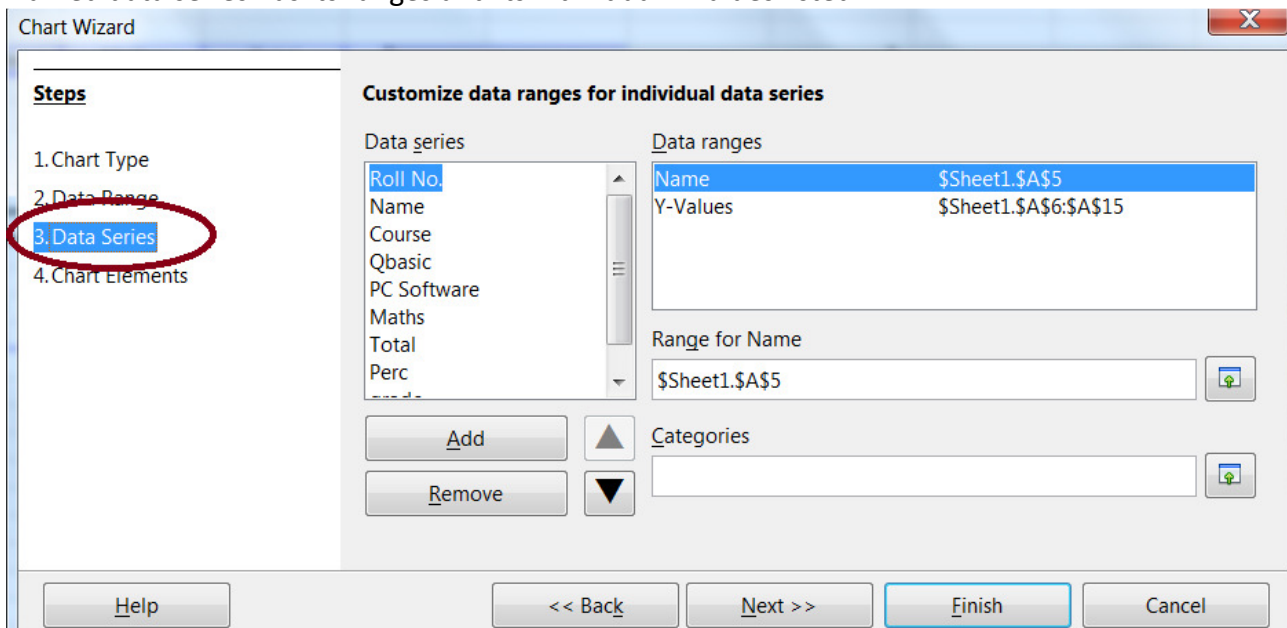 Chart Wizard
X
Steps
1. Chart Type
2. Data Range
3. Data Series
4. Chart Elements
Customize data ranges for individual data series
Data series
Roll No.
Name
Course
Qbasic
PC Software
Maths
Total
Perc
Add
Remove
Data ranges
Name $Sheet1.$A$5
Y-Values $Sheet1.$A$6:$A$15
Range for Name
$Sheet1.$A$5
Categories
Help
<< Back
Next >>
Finish
Cancel